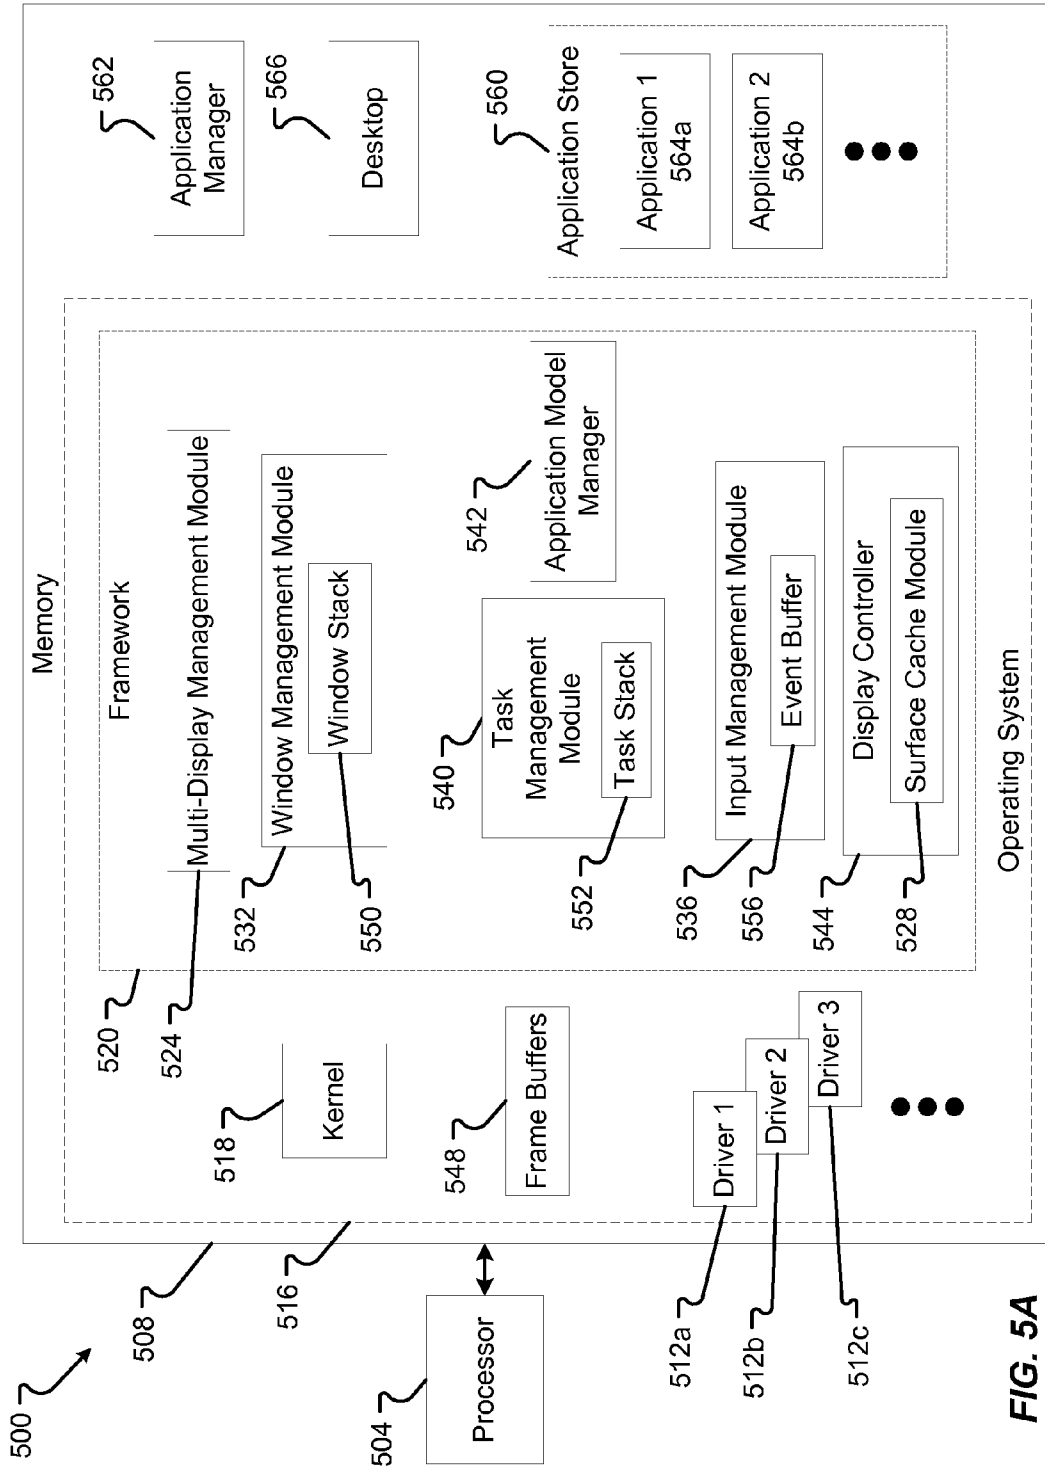 500
Memory
508
516
Operating System
504
Processor
518
Kernel
548
Frame Buffers
512a
Driver 1
512b
Driver 2
512c
Driver 3
520
Framework
524
Multi-Display Management Module
532
Window Management Module
550
Window Stack
540
Task
Management
Module
552
Task Stack
542
Application Model
Manager
536
Input Management Module
556
Event Buffer
544
Display Controller
528
Surface Cache Module
562
Application
Manager
566
Desktop
560
Application Store
Application 1
564a
Application 2
564b
FIG. 5A